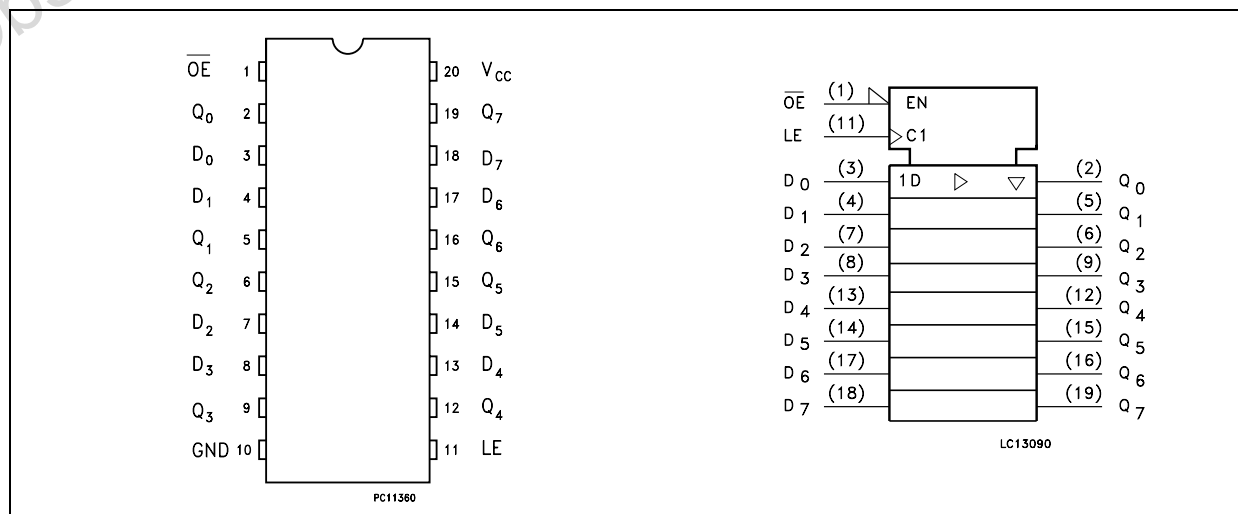 OE 1 20 VCC
Q0 2 19 Q7
D0 3 18 D7
D1 4 17 D6
Q1 5 16 Q6
Q2 6 15 Q5
D2 7 14 D5
D3 8 13 D4
Q3 9 12 Q4
GND 10 11 LE
PC11360
OE (1) EN
LE (11) C1
D0 (3) 1D (2) Q0
D1 (4) (5) Q1
D2 (7) (6) Q2
D3 (8) (9) Q3
D4 (13) (12) Q4
D5 (14) (15) Q5
D6 (17) (16) Q6
D7 (18) (19) Q7
LC13090